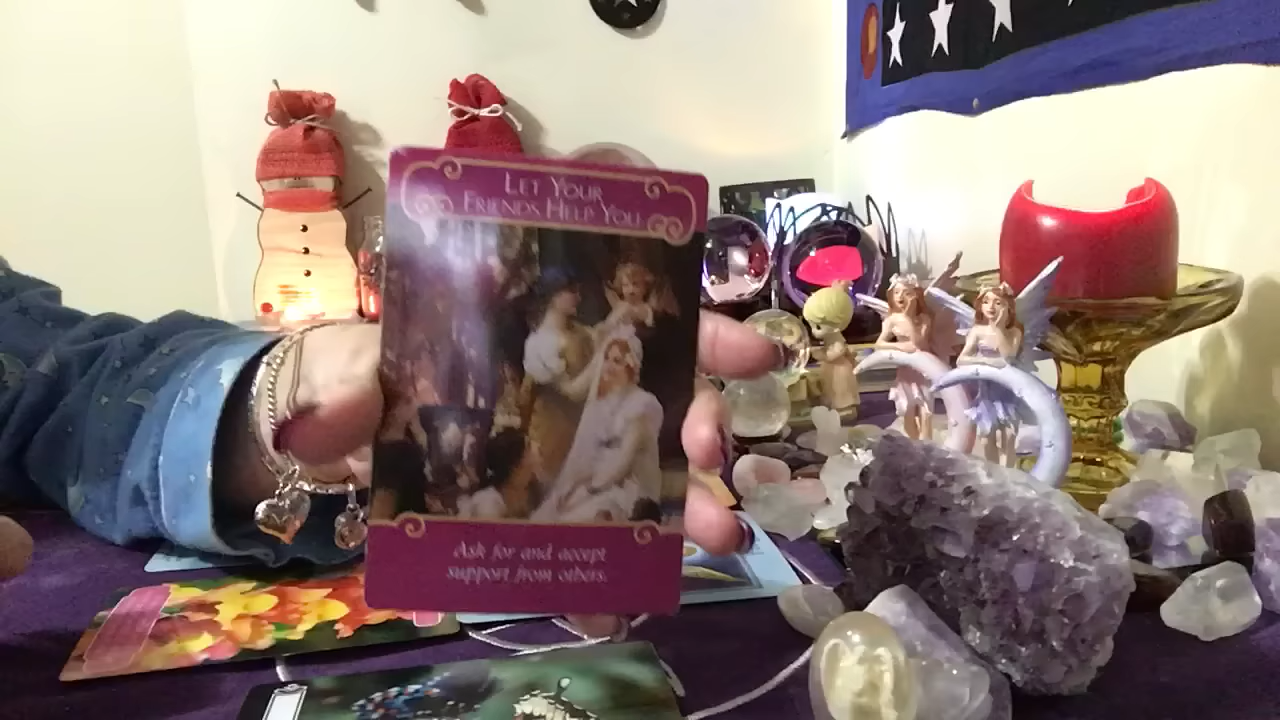 LET YOUR
FRIENDS HELP YOU
Ask for and accept
support from others.